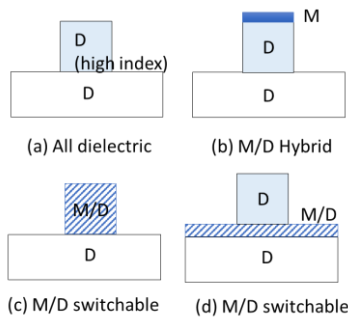 D
(high index)
D
(a) All dielectric
M
D
D
(b) M/D Hybrid
M/D
D
(c) M/D switchable
D
M/D
D
(d) M/D switchable